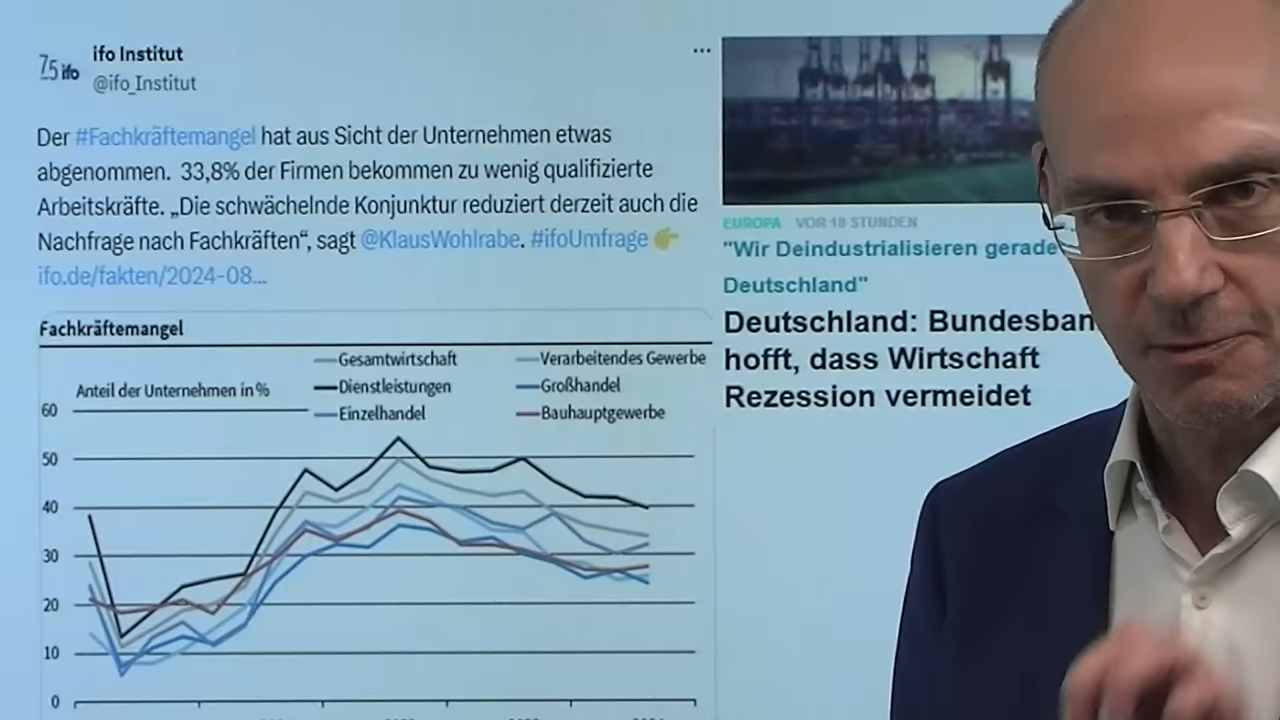 75 ifo
ifo Institut
@ifo_Institut
...
Der #Fachkräftemangel hat aus Sicht der Unternehmen etwas
abgenommen. 33,8% der Firmen bekommen zu wenig qualifizierte
Arbeitskräfte. „Die schwächelnde Konjunktur reduziert derzeit auch die
Nachfrage nach Fachkräften“, sagt @KlausWohlrabe. #ifoUmfrage
ifo.de/fakten/2024-08...
Fachkräftemangel
Gesamtwirtschaft
Verarbeitendes Gewerbe
Anteil der Unternehmen in %
Dienstleistungen
Großhandel
Einzelhandel
Bauhauptgewerbe
60
50
40
30
20
10
0
EUROPA VOR 18 STUNDEN
"Wir Deindustrialisieren gerade
Deutschland"
Deutschland: Bundesban
hofft, dass Wirtschaft
Rezession vermeidet